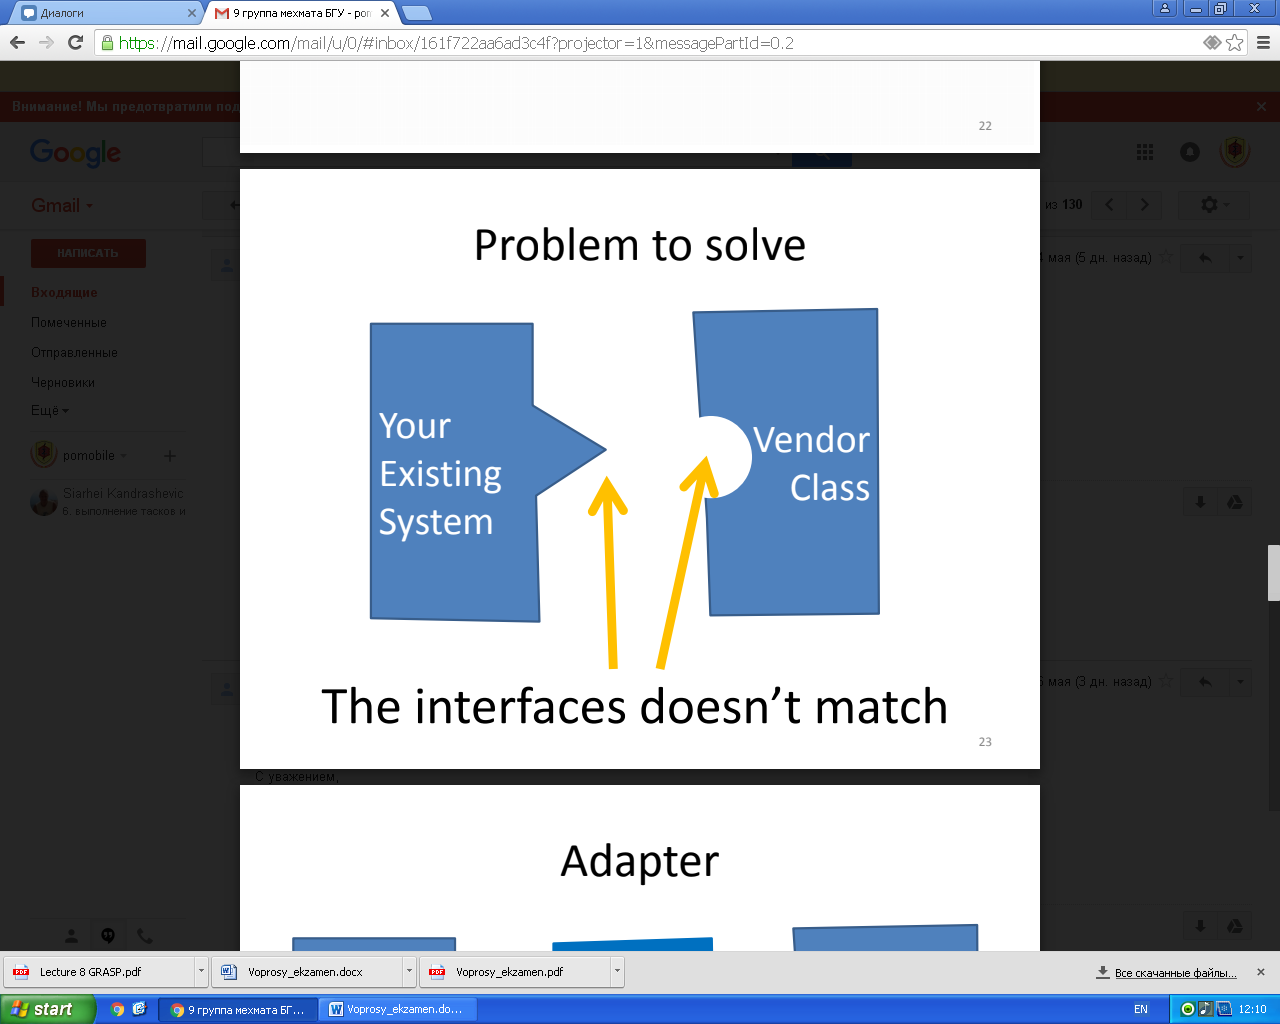 Диалоги
9 группа мехмата БГУ - pom
https://mail.google.com/mail/u/0/#inbox/161f722aa6ad3c4f?projector=1&messagePartId=0.2
Внимание! Мы предотвратили под
22
Google
Gmail
из 130
НАПИСАТЬ
мая (5 дн. назад)
Входящие
Помеченные
Отправленные
Черновики
Ещё
pomobile
Siarhei Kandrashevic
6. выполнение тасков и
Problem to solve
Your
Existing
System
Vendor
Class
The interfaces doesn’t match
23
мая (3 дн. назад)
С уважением,
Adapter
Lecture 8 GRASP.pdf
Voprosy_ekzamen.docx
Voprosy_ekzamen.pdf
Все скачанные файлы...
start
9 группа мехмата БГ...
Voprosy_ekzamen.do...
EN
12:10